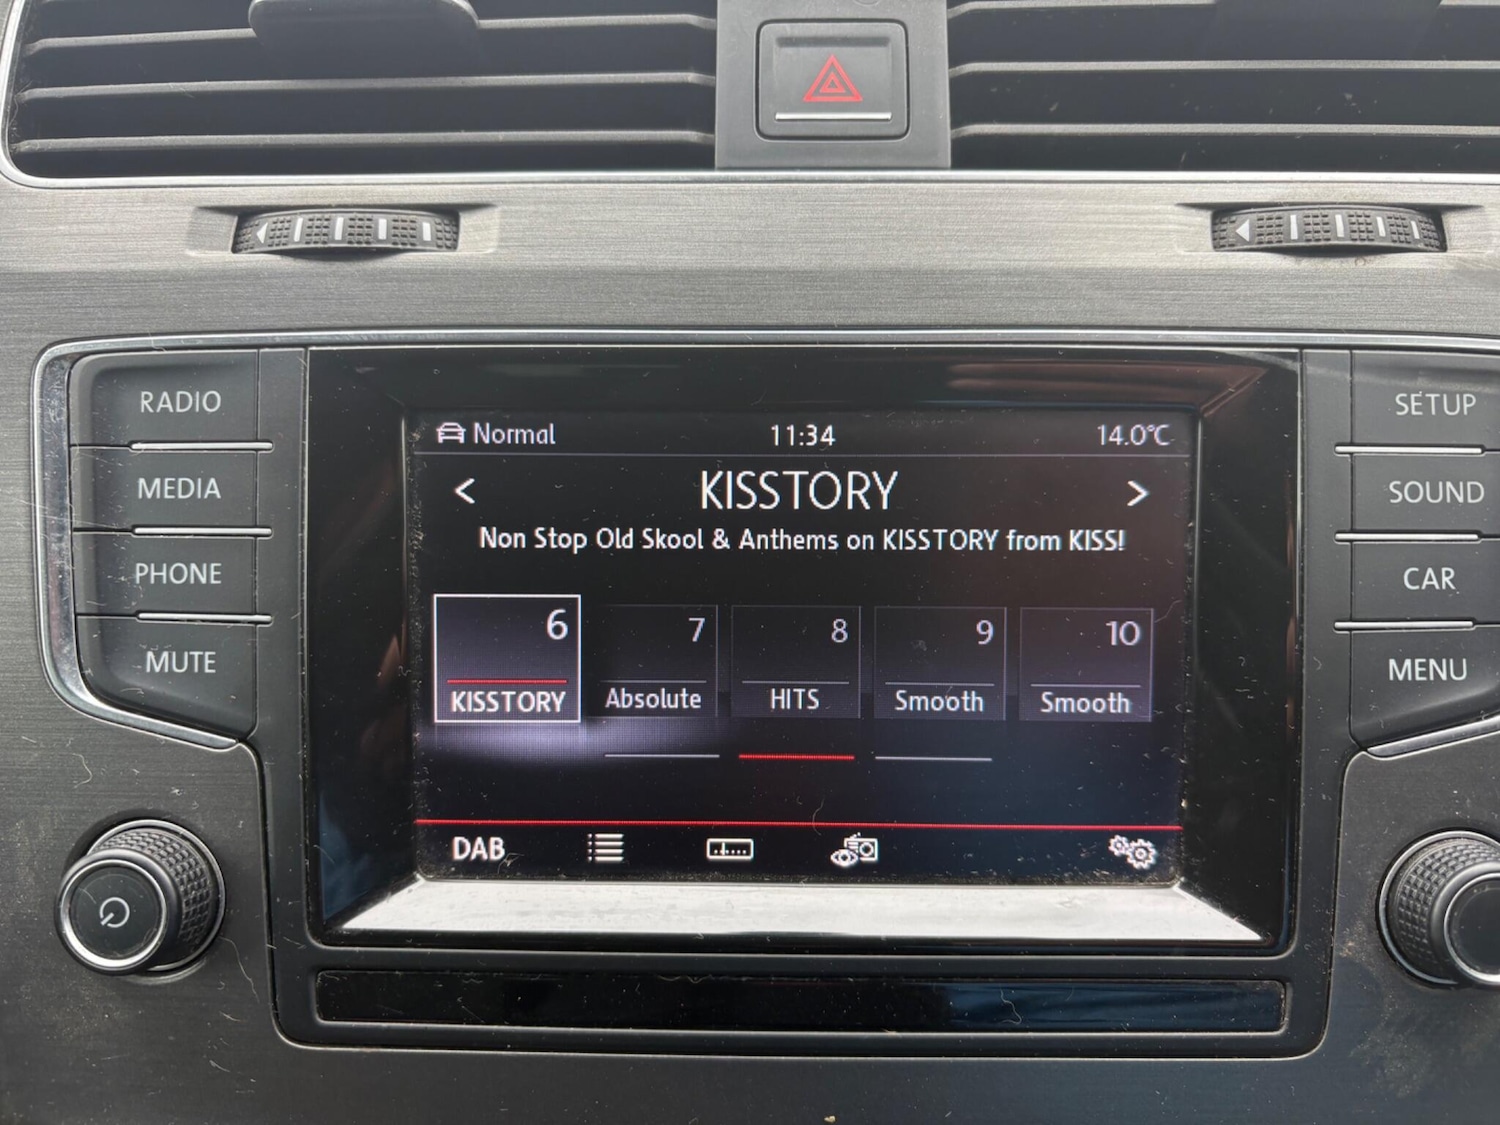 RADIO
MEDIA
PHONE
MUTE
Normal 11:34 14.0°C
< KISSTORY >
Non Stop Old Skool & Anthems on KISSTORY from KISS!
6 7 8 9 10
KISSTORY Absolute HITS Smooth Smooth
DAB
SETUP
SOUND
CAR
MENU